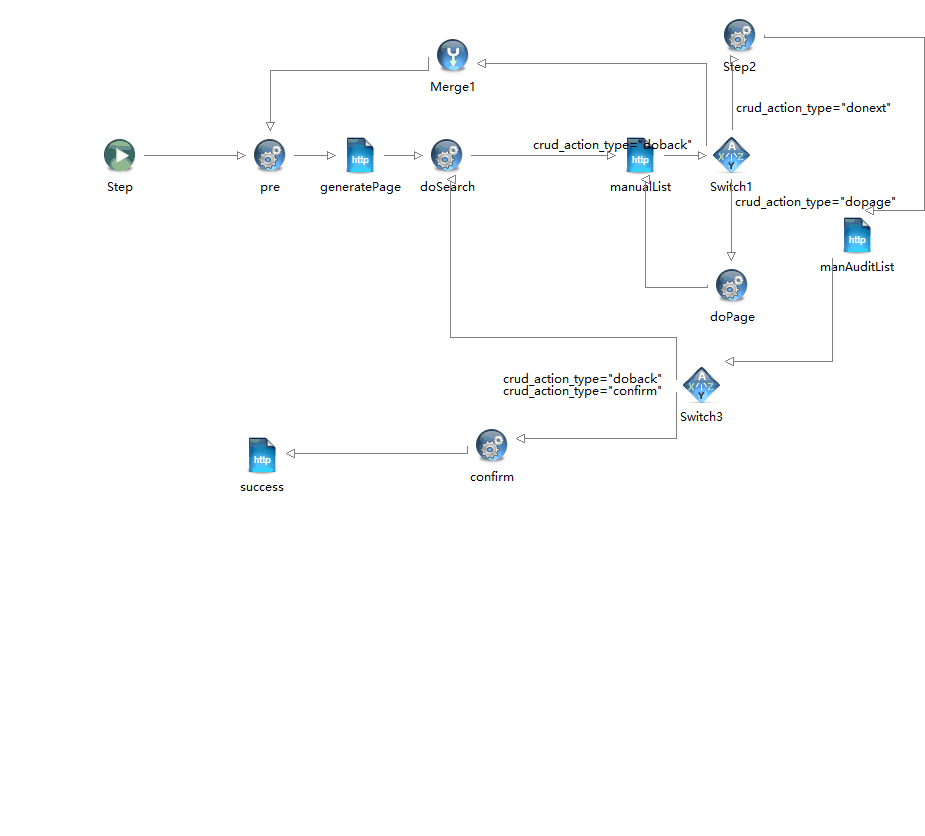 Step2
Merge1
crud_action_type="donext"
crud_action_type="doback"
http
http
A
X
Z
Y
Step
pre
generatePage
doSearch
manualList
Switch1
crud_action_type="dopage"
http
manAuditList
doPage
crud_action_type="doback"
crud_action_type="confirm"
A
X
Z
Y
Switch3
http
confirm
success